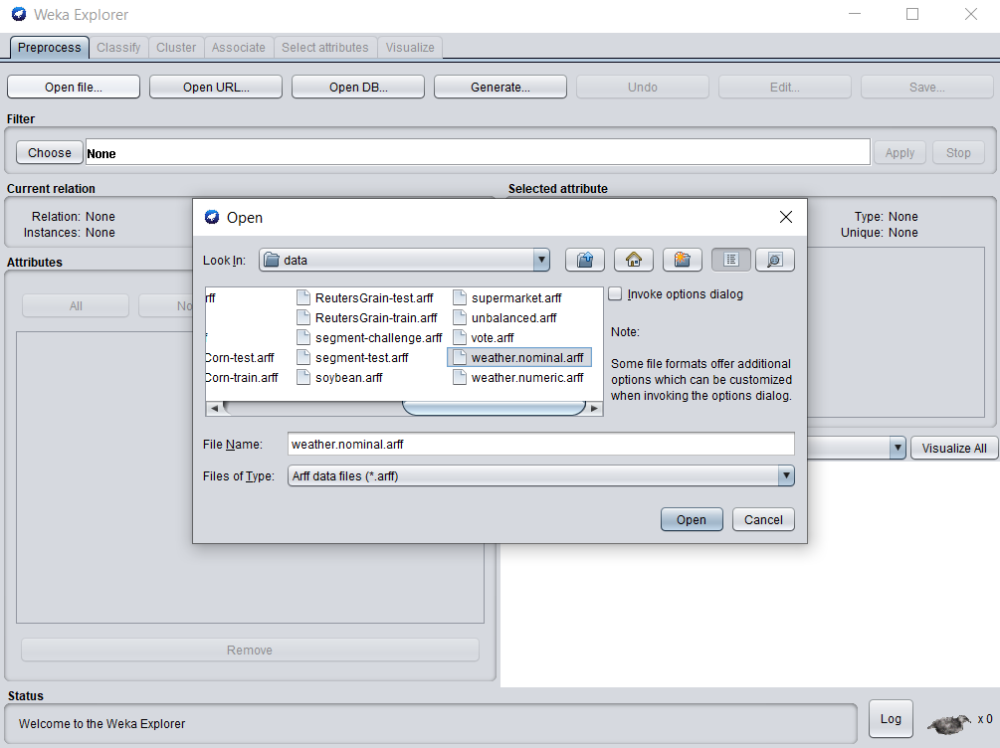 Weka Explorer
Preprocess Classify Cluster Associate Select attributes Visualize
Open file... Open URL... Open DB... Generate... Undo Edit... Save...
Filter
Choose None Apply Stop
Current relation
Relation: None
Instances: None
Selected attribute
Type: None
Unique: None
Attributes
All No
Remove
Visualize All
Open
Look In: data
rff ReutersGrain-test.arff supermarket.arff
ReutersGrain-train.arff unbalanced.arff
f segment-challenge.arff vote.arff
Corn-test.arff segment-test.arff weather.nominal.arff
Corn-train.arff soybean.arff weather.numeric.arff
Invoke options dialog
Note:
Some file formats offer additional
options which can be customized
when invoking the options dialog.
File Name: weather.nominal.arff
Files of Type: Arff data files (*.arff)
Open Cancel
Status
Welcome to the Weka Explorer
Log x 0